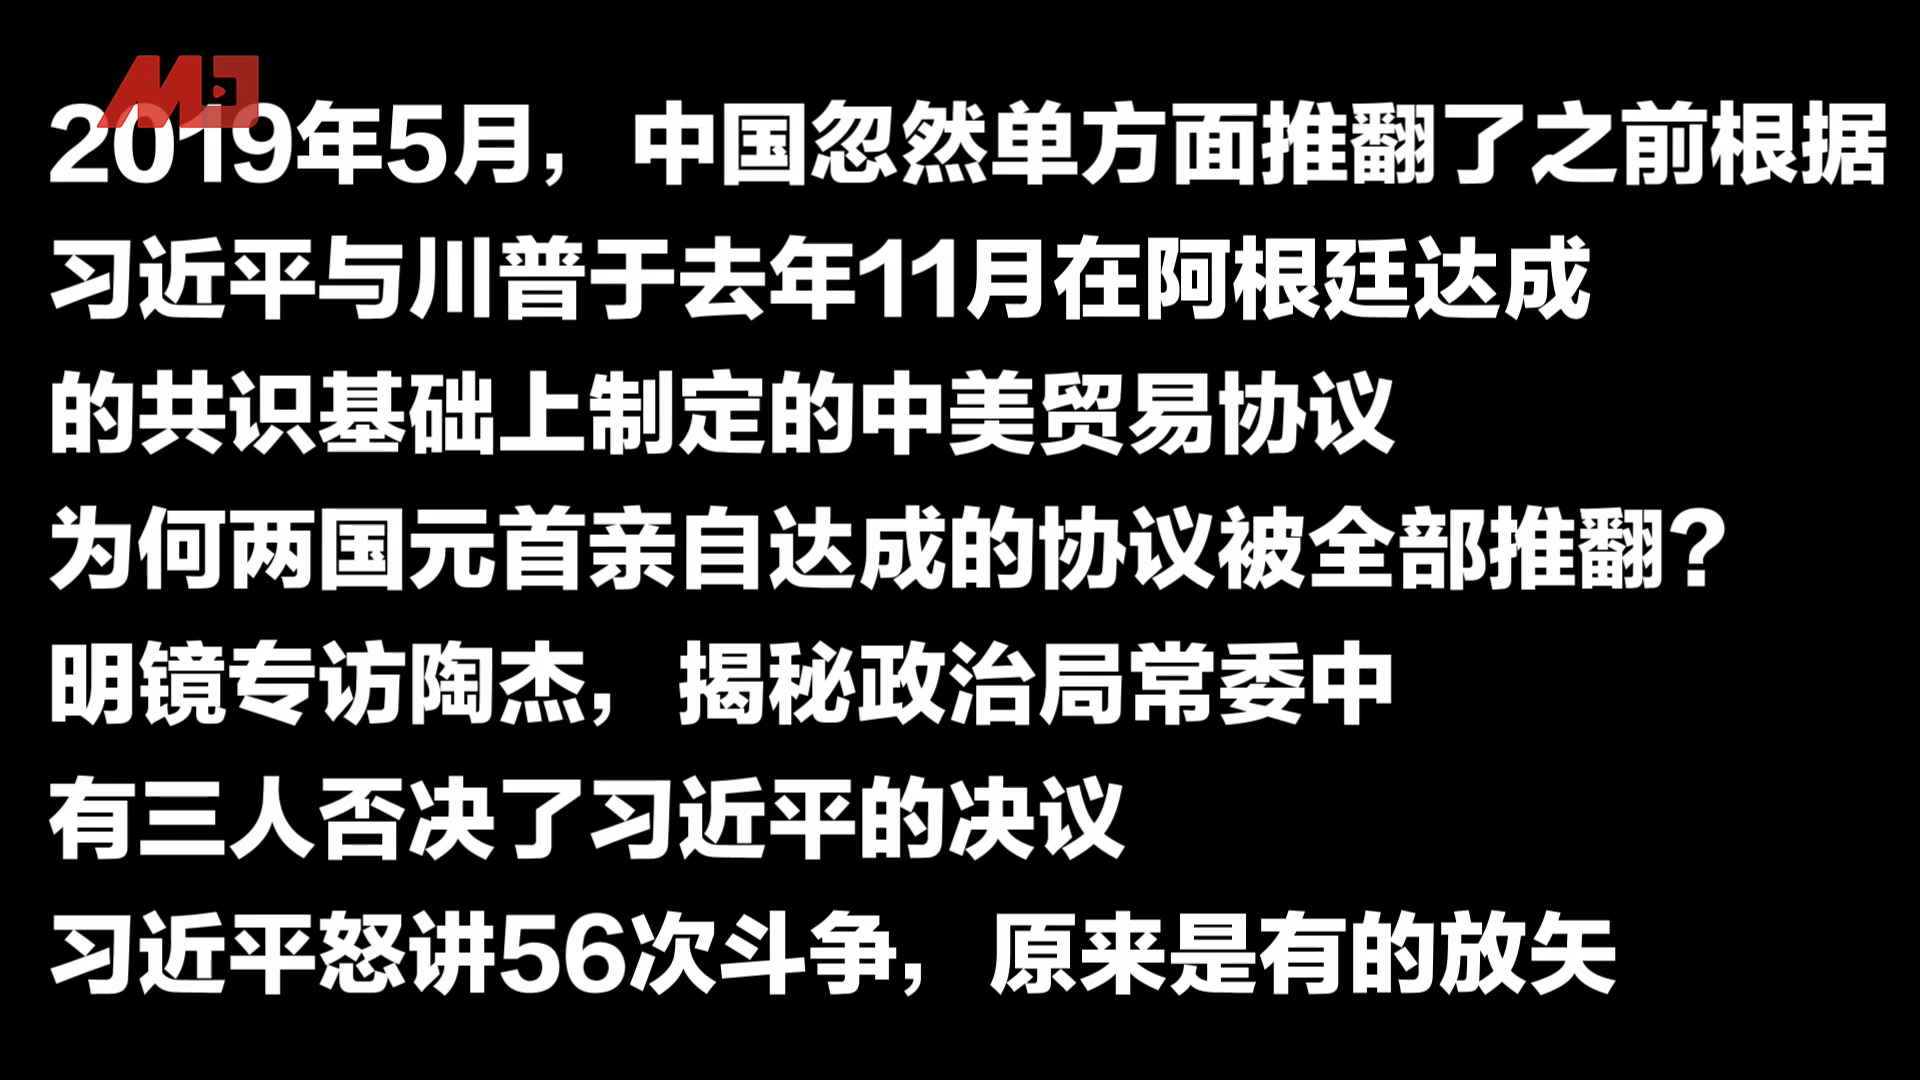 2019年5月，中国忽然单方面推翻了之前根据
习近平与川普于去年11月在阿根廷达成
的共识基础上制定的中美贸易协议
为何两国元首亲自达成的协议被全部推翻？
明镜专访陶杰，揭秘政治局常委中
有三人否决了习近平的决议
习近平怒讲56次斗争，原来是有的放矢